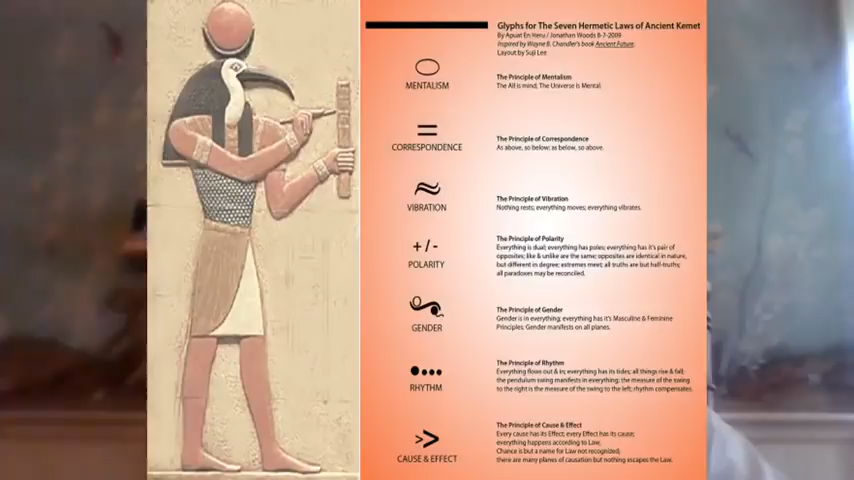 Glyphs for The Seven Hermetic Laws of Ancient Kemet
By Apuat En Heru / Jonathan Woods 8-7-2009
Inspired by Wayne B. Chandler's book Ancient Future.
Layout by Suji Lee
MENTALISM
The Principle of Mentalism
The All is mind, The Universe is Mental.
CORRESPONDENCE
The Principle of Correspondence
As above, so below; as below, so above.
VIBRATION
The Principle of Vibration
Nothing rests; everything moves; everything vibrates.
+ / -
POLARITY
The Principle of Polarity
Everything is dual; everything has poles; everything has it's pair of
opposites; like & unlike are the same; opposites are identical in nature,
but different in degree; extremes meet; all truths are but half-truths;
all paradoxes may be reconciled.
GENDER
The Principle of Gender
Gender is in everything; everything has it's Masculine & Feminine
Principles; Gender manifests on all planes.
RHYTHM
The Principle of Rhythm
Everything flows out & in; everything has its tides; all things rise & fall;
the pendulum swing manifests in everything; the measure of the swing
to the right is the measure of the swing to the left; rhythm compensates.
CAUSE & EFFECT
The Principle of Cause & Effect
Every cause has its Effect; every Effect has its cause;
everything happens according to Law,
Chance is but a name for Law not recognized;
there are many planes of causation but nothing escapes the Law.